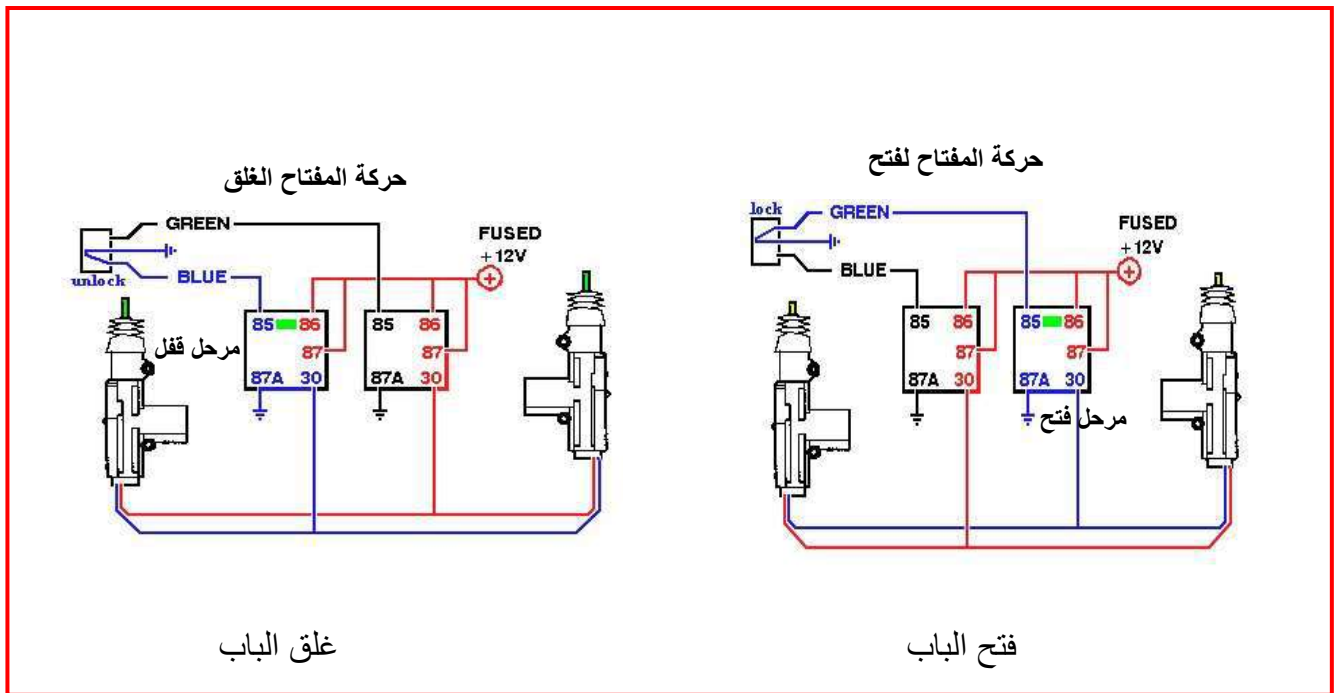 حركة المفتاح لفتح
حركة المفتاح الغلق
lock
GREEN
FUSED
+12V
BLUE
85 86
85 86
87
87
87A 30
87A 30
مرحل فتح
GREEN
FUSED
+12V
unlock
BLUE
85 86
85 86
87
87
مرحل قفل
87A 30
87A 30
فتح الباب
غلق الباب